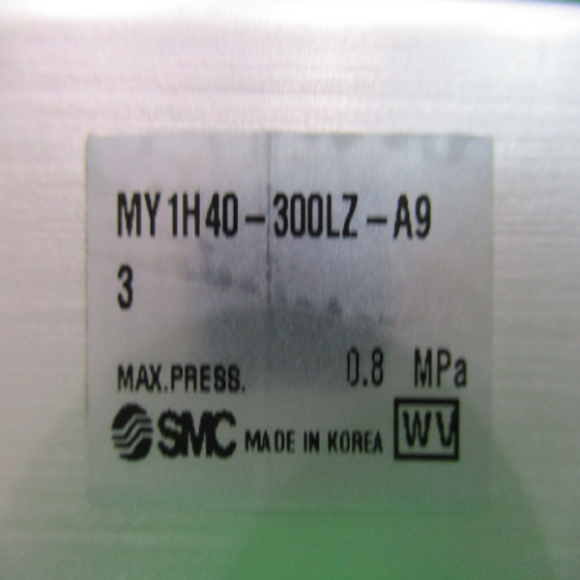 MY1H40-300LZ-A9
3
MAX.PRESS. 0.8 MPa
SMC MADE IN KOREA WV